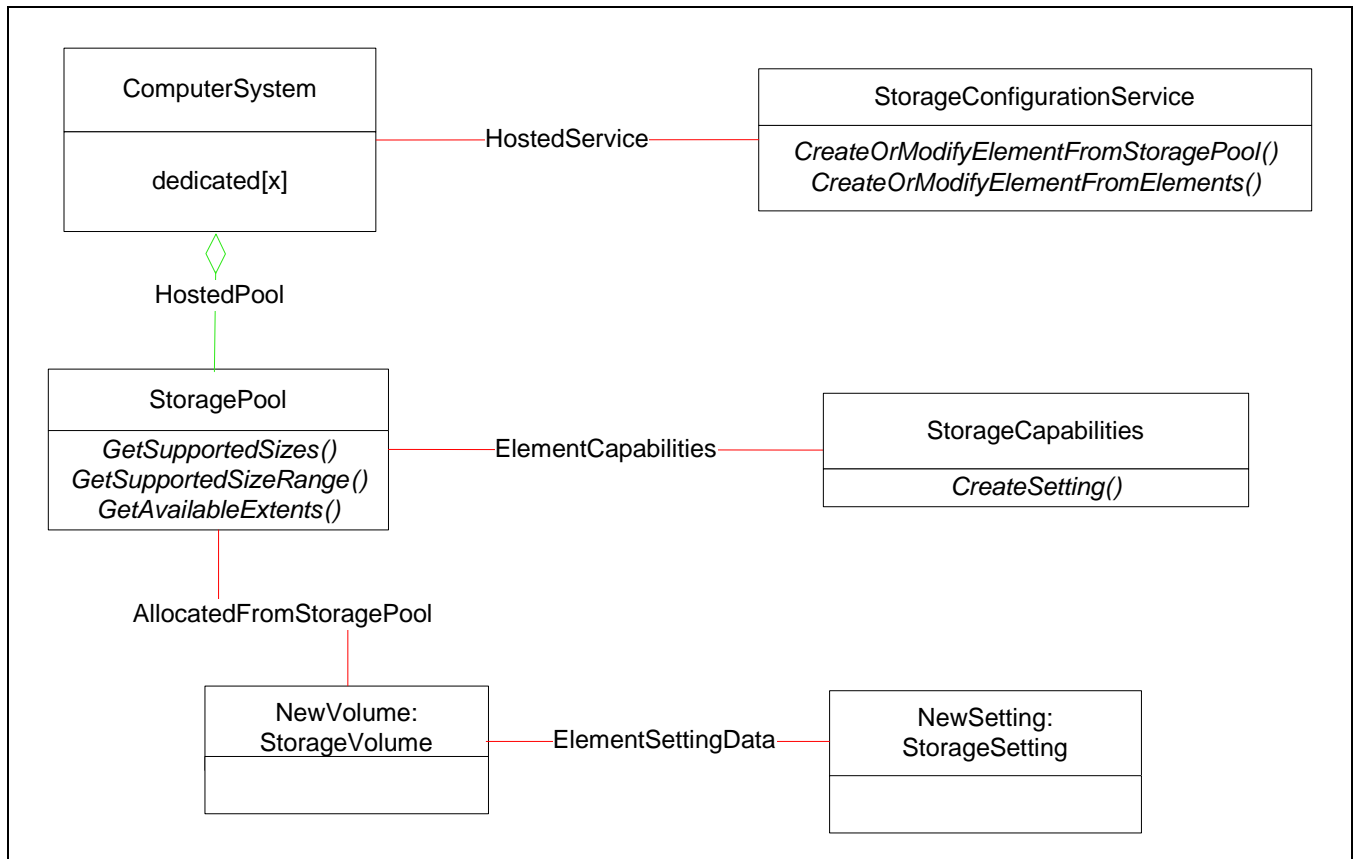 ComputerSystem
dedicated[x]
HostedService
StorageConfigurationService
CreateOrModifyElementFromStoragePool()
CreateOrModifyElementFromElements()
HostedPool
StoragePool
GetSupportedSizes()
GetSupportedSizeRange()
GetAvailableExtents()
ElementCapabilities
StorageCapabilities
CreateSetting()
AllocatedFromStoragePool
NewVolume:
StorageVolume
ElementSettingData
NewSetting:
StorageSetting